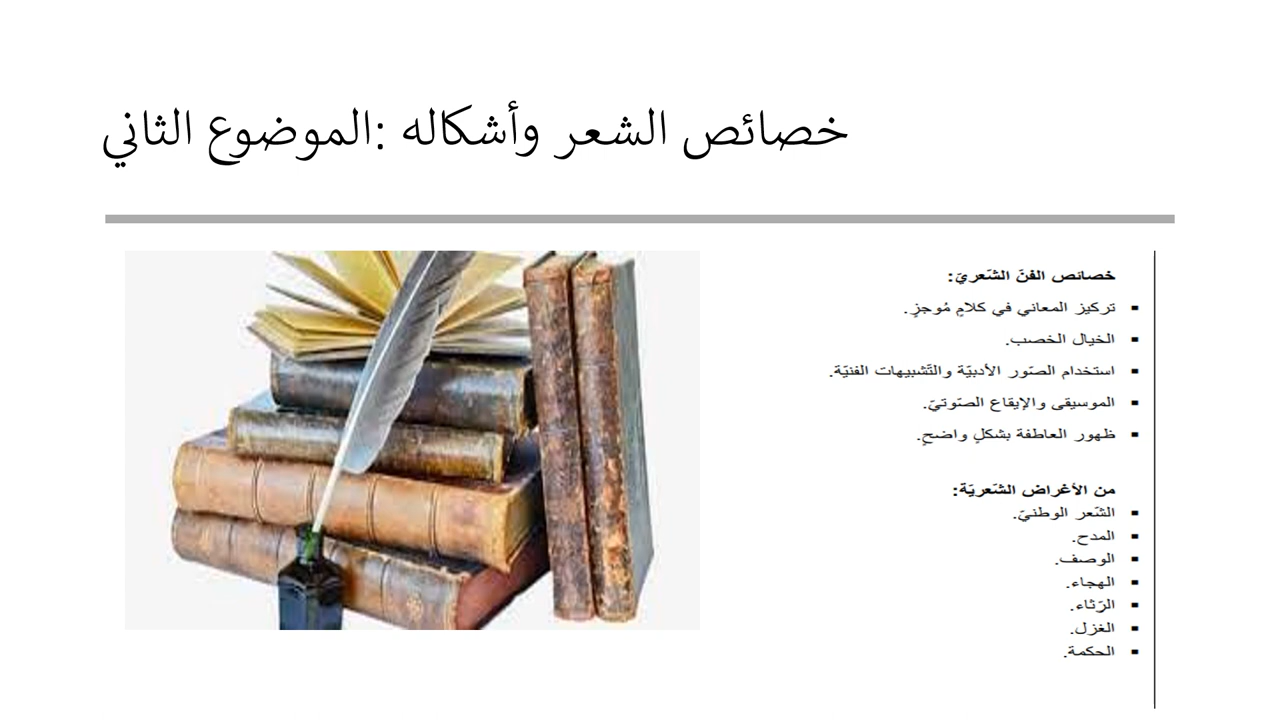 خصائص الشعر وأشكاله :الموضوع الثاني
خصائص الفنّ الشّعريّ:
▪ تركيز المعاني في كلامٍ مُوجزٍ.
▪ الخيال الخصب.
▪ استخدام الصّور الأدبيّة والتّشبيهات الفنيّة.
▪ الموسيقى والإيقاع الصّوتيّ.
▪ ظهور العاطفة بشكلٍ واضحٍ.
من الأغراض الشّعريّة:
▪ الشّعر الوطنيّ.
▪ المدح.
▪ الوصف.
▪ الهجاء.
▪ الرّثاء.
▪ الغزل.
▪ الحكمة.